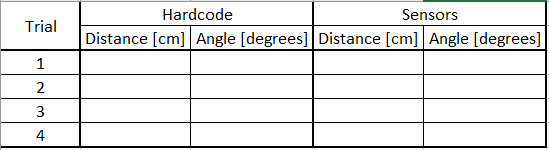 Trial Hardcode Sensors
Distance [cm] Angle [degrees] Distance [cm] Angle [degrees]
1
2
3
4